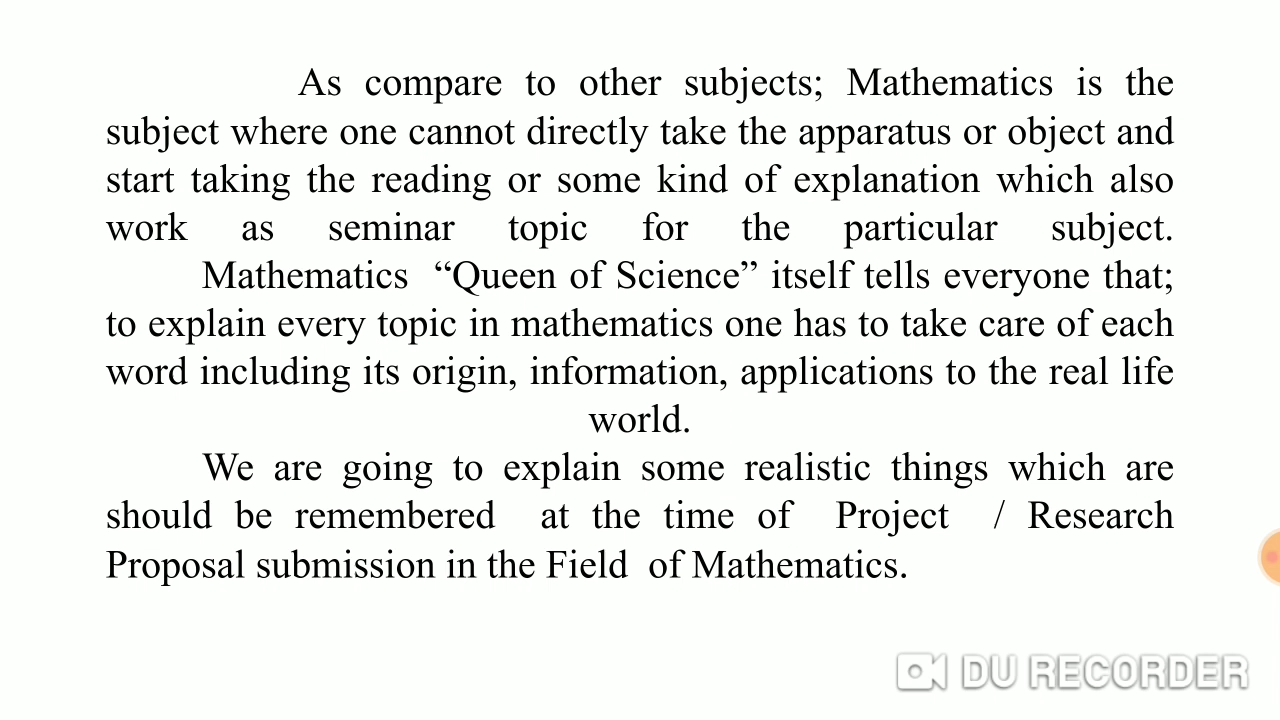 As compare to other subjects; Mathematics is the
subject where one cannot directly take the apparatus or object and
start taking the reading or some kind of explanation which also
work as seminar topic for the particular subject.
Mathematics “Queen of Science” itself tells everyone that;
to explain every topic in mathematics one has to take care of each
word including its origin, information, applications to the real life
world.
We are going to explain some realistic things which are
should be remembered at the time of Project / Research
Proposal submission in the Field of Mathematics.
DU RECORDER